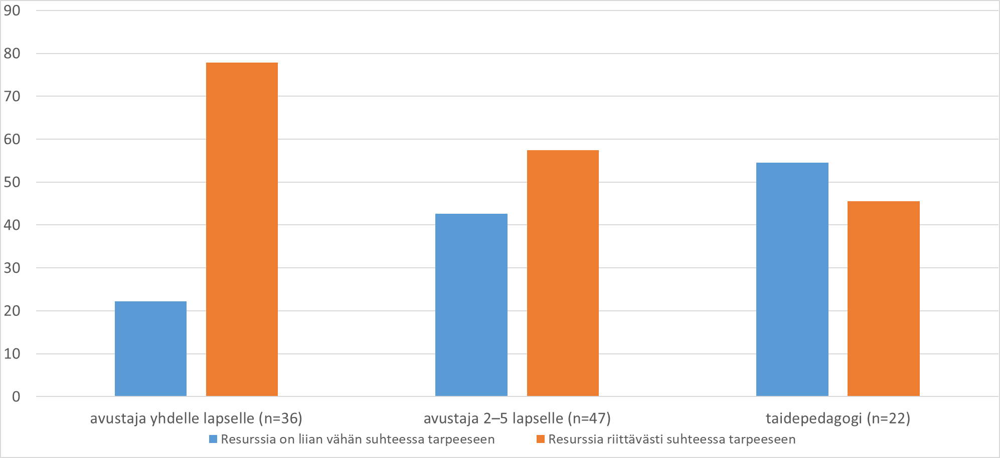 90
80
70
60
50
40
30
20
10
0
avustaja yhdelle lapselle (n=36)
avustaja 2–5 lapselle (n=47)
taidepedagogi (n=22)
Resurssia on liian vähän suhteessa tarpeeseen
Resurssia riittävästi suhteessa tarpeeseen